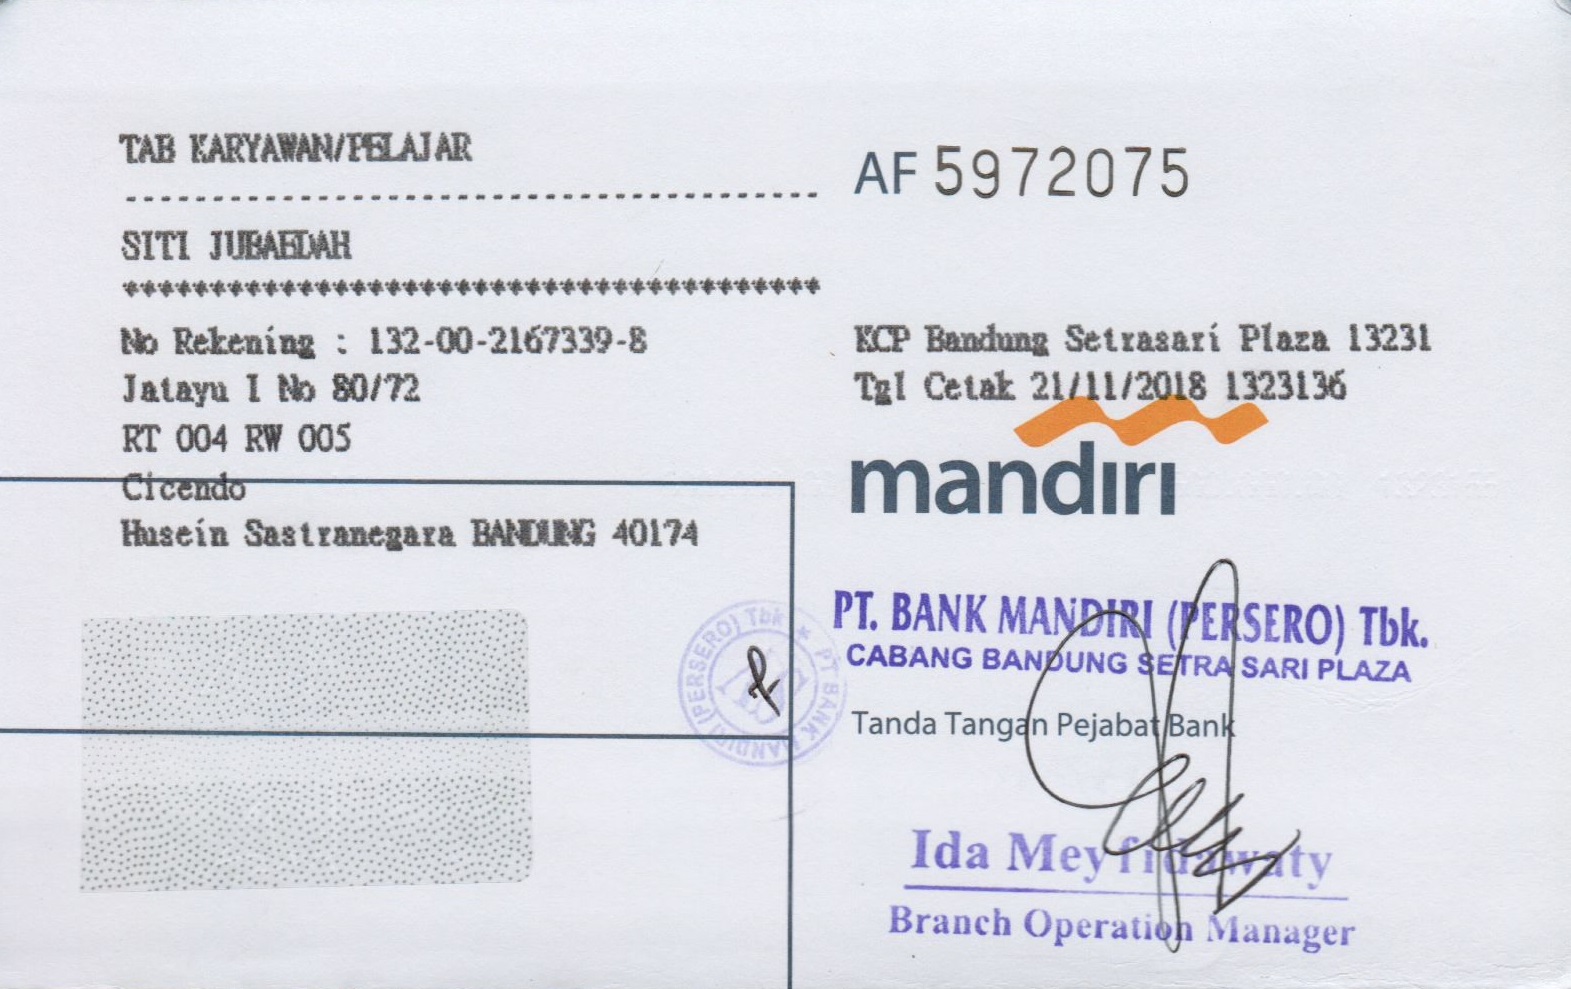 TAB KARYAWAN/PELAJAR
----------------------------------------
SITI JUBAEDAH
****************************************
No Rekening : 132-00-2167339-8
Jatayu I No 80/72
RT 004 RW 005
Cicendo
Husein Sastranegara BANDUNG 40174
AF 5972075
KCP Bandung Setrasari Plaza 13231
Tgl Cetak 21/11/2018 1323136
mandiri
PT. BANK MANDIRI (PERSERO) Tbk.
CABANG BANDUNG SETRA SARI PLAZA
Tanda Tangan Pejabat Bank
Ida Meyfidawaty
Branch Operation Manager
PT BANK MANDIRI (PERSERO) Tbk *